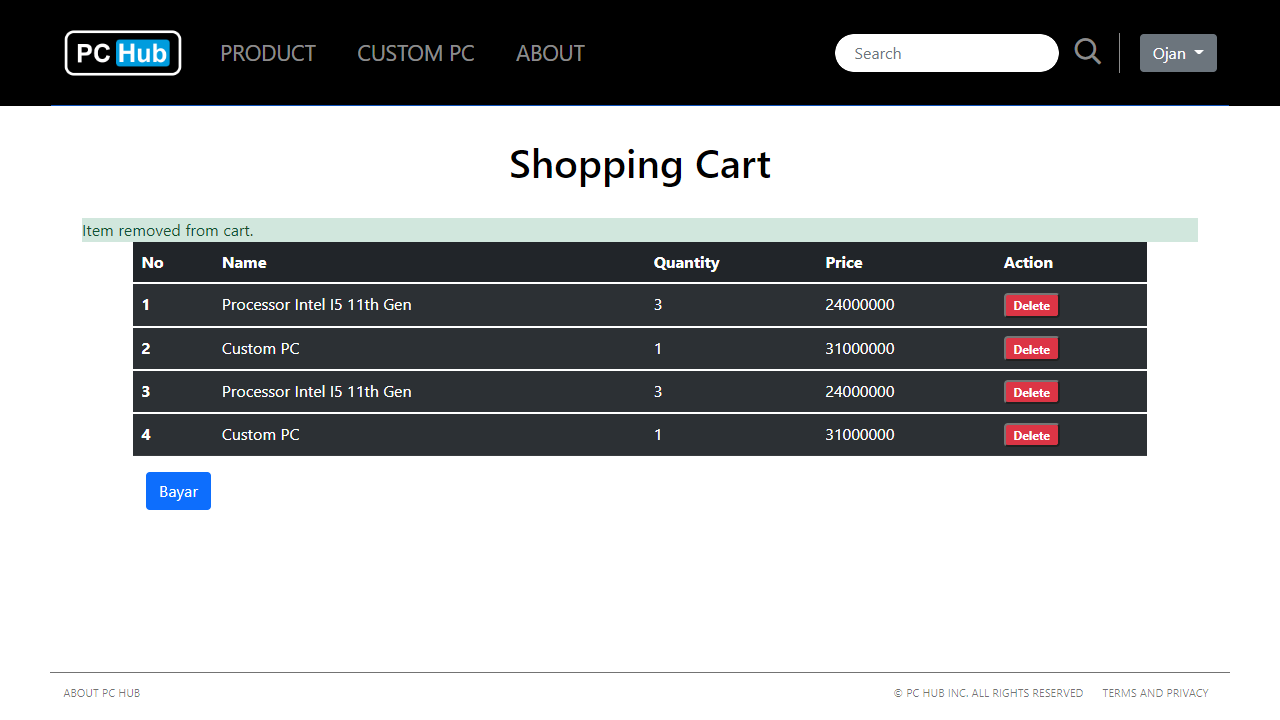 PC Hub PRODUCT CUSTOM PC ABOUT Search Ojan
Shopping Cart
Item removed from cart.
No Name Quantity Price Action
1 Processor Intel I5 11th Gen 3 24000000 Delete
2 Custom PC 1 31000000 Delete
3 Processor Intel I5 11th Gen 3 24000000 Delete
4 Custom PC 1 31000000 Delete
Bayar
ABOUT PC HUB © PC HUB INC. ALL RIGHTS RESERVED TERMS AND PRIVACY